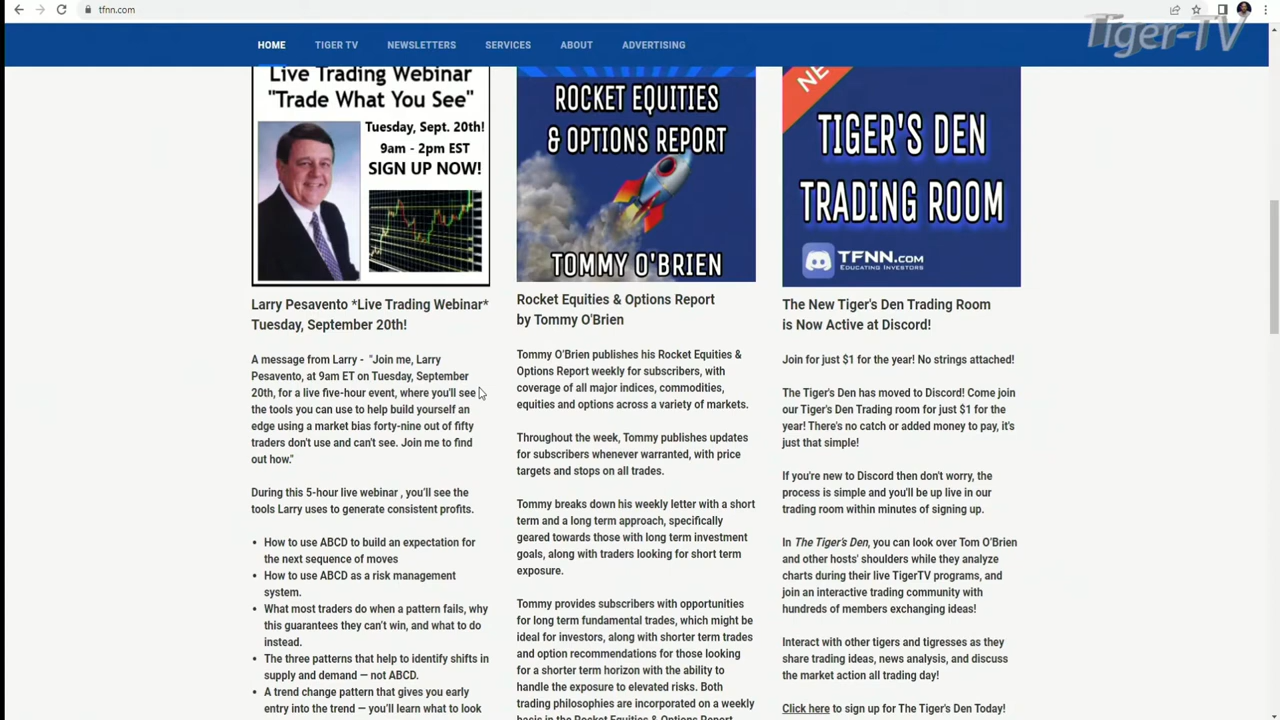 tfnn.com
Tiger-TV
HOME
TIGER TV
NEWSLETTERS
SERVICES
ABOUT
ADVERTISING
Live Trading Webinar
"Trade What You See"
Tuesday, Sept. 20th!
9am - 2pm EST
SIGN UP NOW!
Larry Pesavento *Live Trading Webinar*
Tuesday, September 20th!
A message from Larry - "Join me, Larry
Pesavento, at 9am ET on Tuesday, September
20th, for a live five-hour event, where you'll see
the tools you can use to help build yourself an
edge using a market bias forty-nine out of fifty
traders don't use and can't see. Join me to find
out how."
During this 5-hour live webinar , you'll see the
tools Larry uses to generate consistent profits.
• How to use ABCD to build an expectation for
the next sequence of moves
• How to use ABCD as a risk management
system.
• What most traders do when a pattern fails, why
this guarantees they can't win, and what to do
instead.
• The three patterns that help to identify shifts in
supply and demand — not ABCD.
• A trend change pattern that gives you early
entry into the trend — you'll learn what to look
ROCKET EQUITIES
& OPTIONS REPORT
TOMMY O'BRIEN
Rocket Equities & Options Report
by Tommy O'Brien
Tommy O'Brien publishes his Rocket Equities &
Options Report weekly for subscribers, with
coverage of all major indices, commodities,
equities and options across a variety of markets.
Throughout the week, Tommy publishes updates
for subscribers whenever warranted, with price
targets and stops on all trades.
Tommy breaks down his weekly letter with a short
term and a long term approach, specifically
geared towards those with long term investment
goals, along with traders looking for short term
exposure.
Tommy provides subscribers with opportunities
for long term fundamental trades, which might be
ideal for investors, along with shorter term trades
and option recommendations for those looking
for a shorter term horizon with the ability to
handle the exposure to elevated risks. Both
trading philosophies are incorporated on a weekly
basis in the Rocket Equities & Options Report
NE
TIGER'S DEN
TRADING ROOM
TFNN.COM
EDUCATING INVESTORS
The New Tiger's Den Trading Room
is Now Active at Discord!
Join for just $1 for the year! No strings attached!
The Tiger's Den has moved to Discord! Come join
our Tiger's Den Trading room for just $1 for the
year! There's no catch or added money to pay, it's
just that simple!
If you're new to Discord then don't worry, the
process is simple and you'll be up live in our
trading room within minutes of signing up.
In The Tiger's Den, you can look over Tom O'Brien
and other hosts' shoulders while they analyze
charts during their live TigerTV programs, and
join an interactive trading community with
hundreds of members exchanging ideas!
Interact with other tigers and tigresses as they
share trading ideas, news analysis, and discuss
the market action all trading day!
Click here to sign up for The Tiger's Den Today!